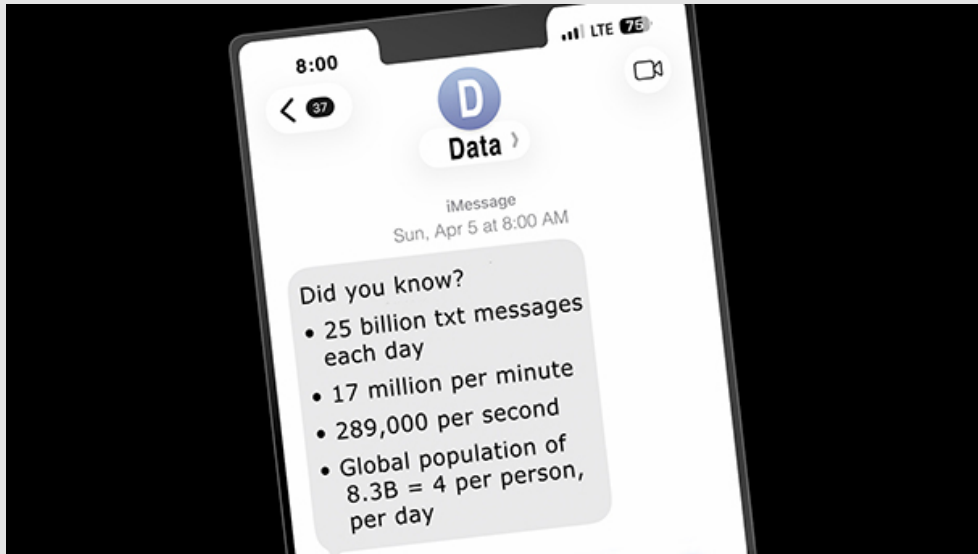 8:00
LTE 75
37
D
Data
iMessage
Sun, Apr 5 at 8:00 AM
Did you know?
• 25 billion txt messages
each day
• 17 million per minute
• 289,000 per second
• Global population of
8.3B = 4 per person,
per day